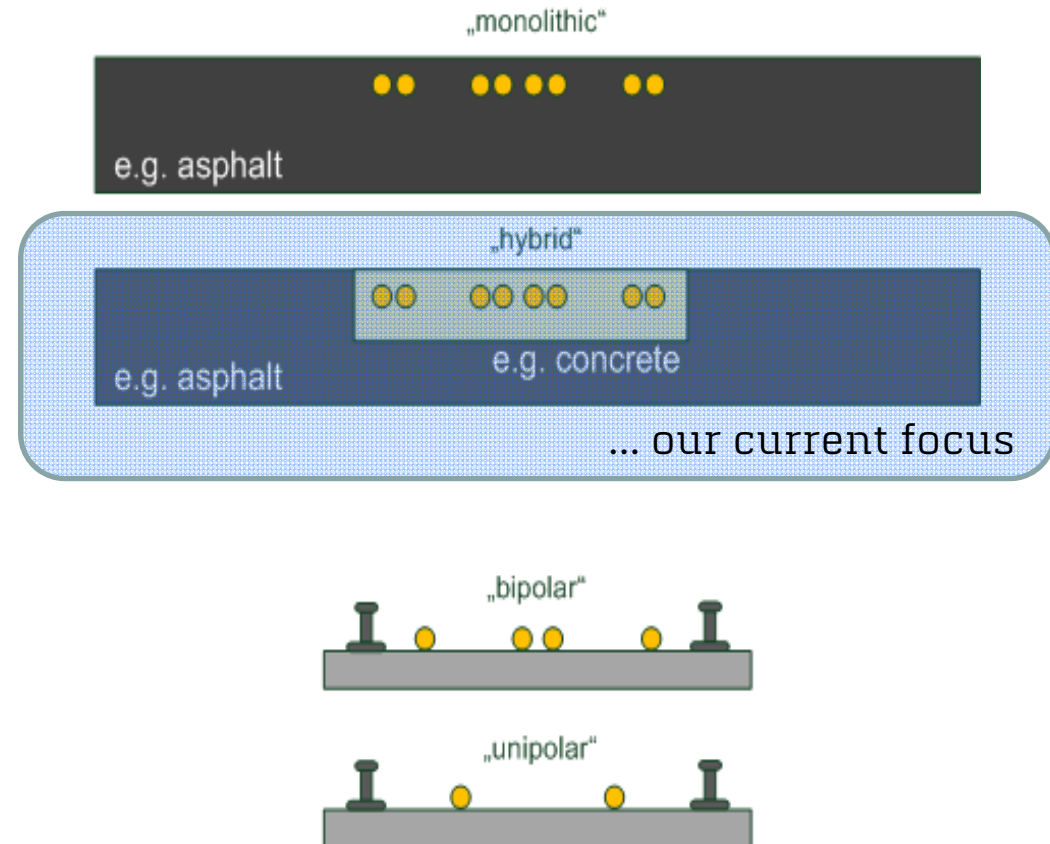 „monolithic“
e.g. asphalt
„hybrid“
e.g. concrete
e.g. asphalt
... our current focus
„bipolar“
„unipolar“